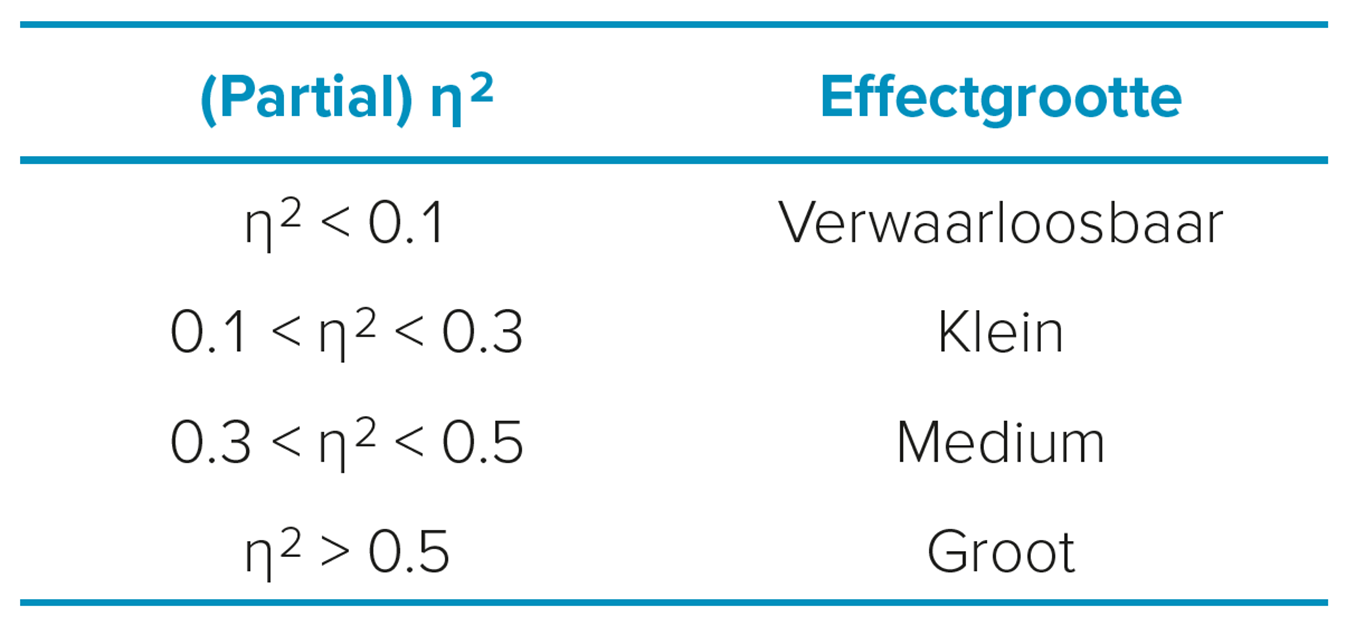 (Partial) η² Effectgrootte
η² < 0.1 Verwaarloosbaar
0.1 < η² < 0.3 Klein
0.3 < η² < 0.5 Medium
η² > 0.5 Groot